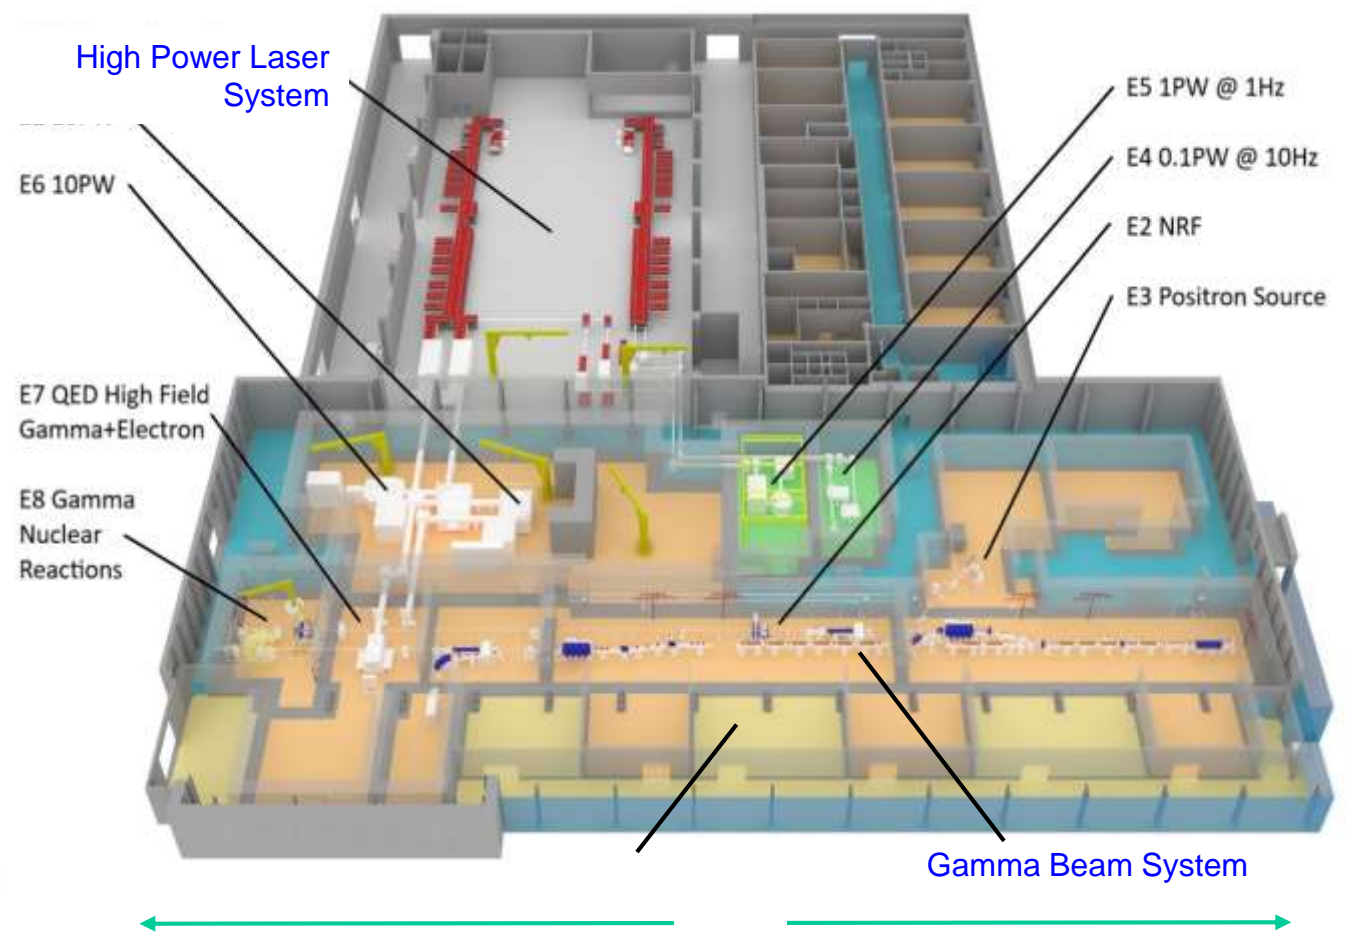 High Power Laser
System
E6 10PW
E7 QED High Field
Gamma+Electron
E8 Gamma
Nuclear
Reactions
E5 1PW @ 1Hz
E4 0.1PW @ 10Hz
E2 NRF
E3 Positron Source
Gamma Beam System